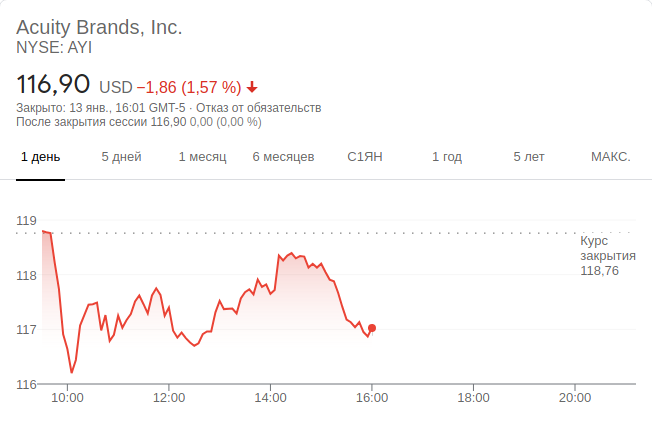 Acuity Brands, Inc.
NYSE: AYI
116,90 USD −1,86 (1,57 %)
Закрыто: 13 янв., 16:01 GMT-5 · Отказ от обязательств
После закрытия сессии 116,90 0,00 (0,00 %)
1 день 5 дней 1 месяц 6 месяцев С1ЯН 1 год 5 лет МАКС.
119
Курс
закрытия
118,76
118
117
116
10:00 12:00 14:00 16:00 18:00 20:00